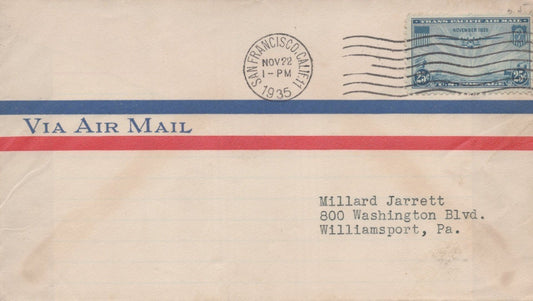 TRANS-PACIFIC AIR MAIL
NOVEMBER 1935
25¢ 25¢
SAN FRANCISCO, CALIF. 11
NOV 22
1-PM
1935
VIA AIR MAIL
Millard Jarrett
800 Washington Blvd.
Williamsport, Pa.